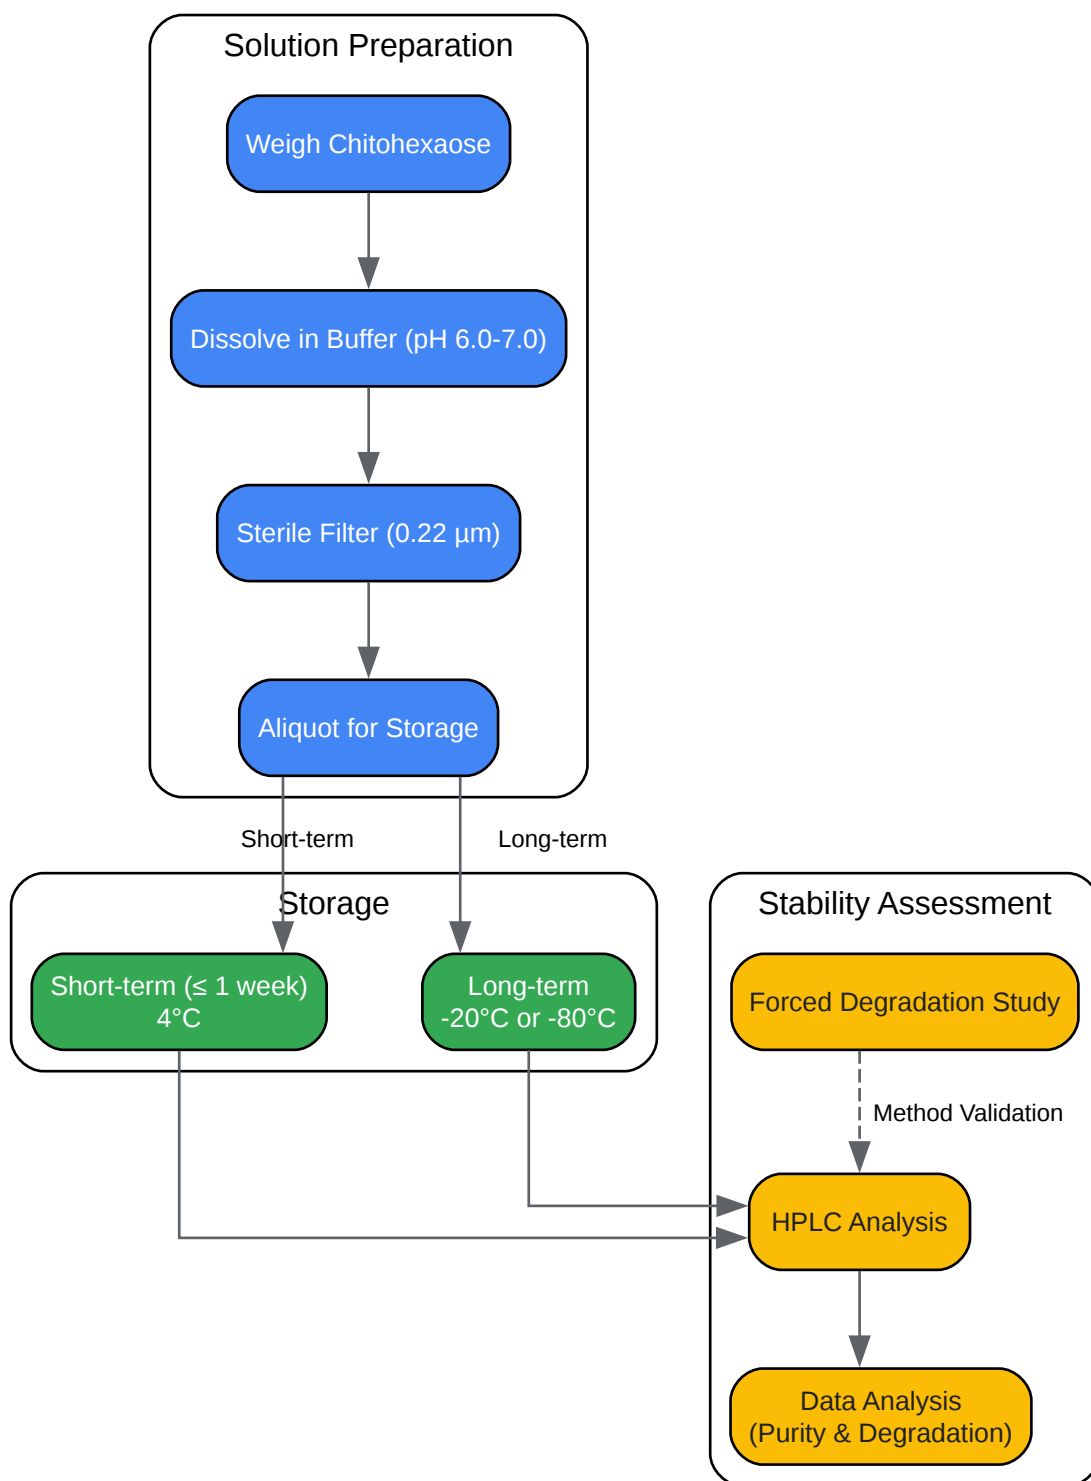 Solution Preparation
Weigh Chitohexaose
Dissolve in Buffer (pH 6.0-7.0)
Sterile Filter (0.22 µm)
Aliquot for Storage
Short-term
Long-term
Storage
Short-term (≤ 1 week)
4°C
Long-term
-20°C or -80°C
Stability Assessment
Forced Degradation Study
Method Validation
HPLC Analysis
Data Analysis
(Purity & Degradation)